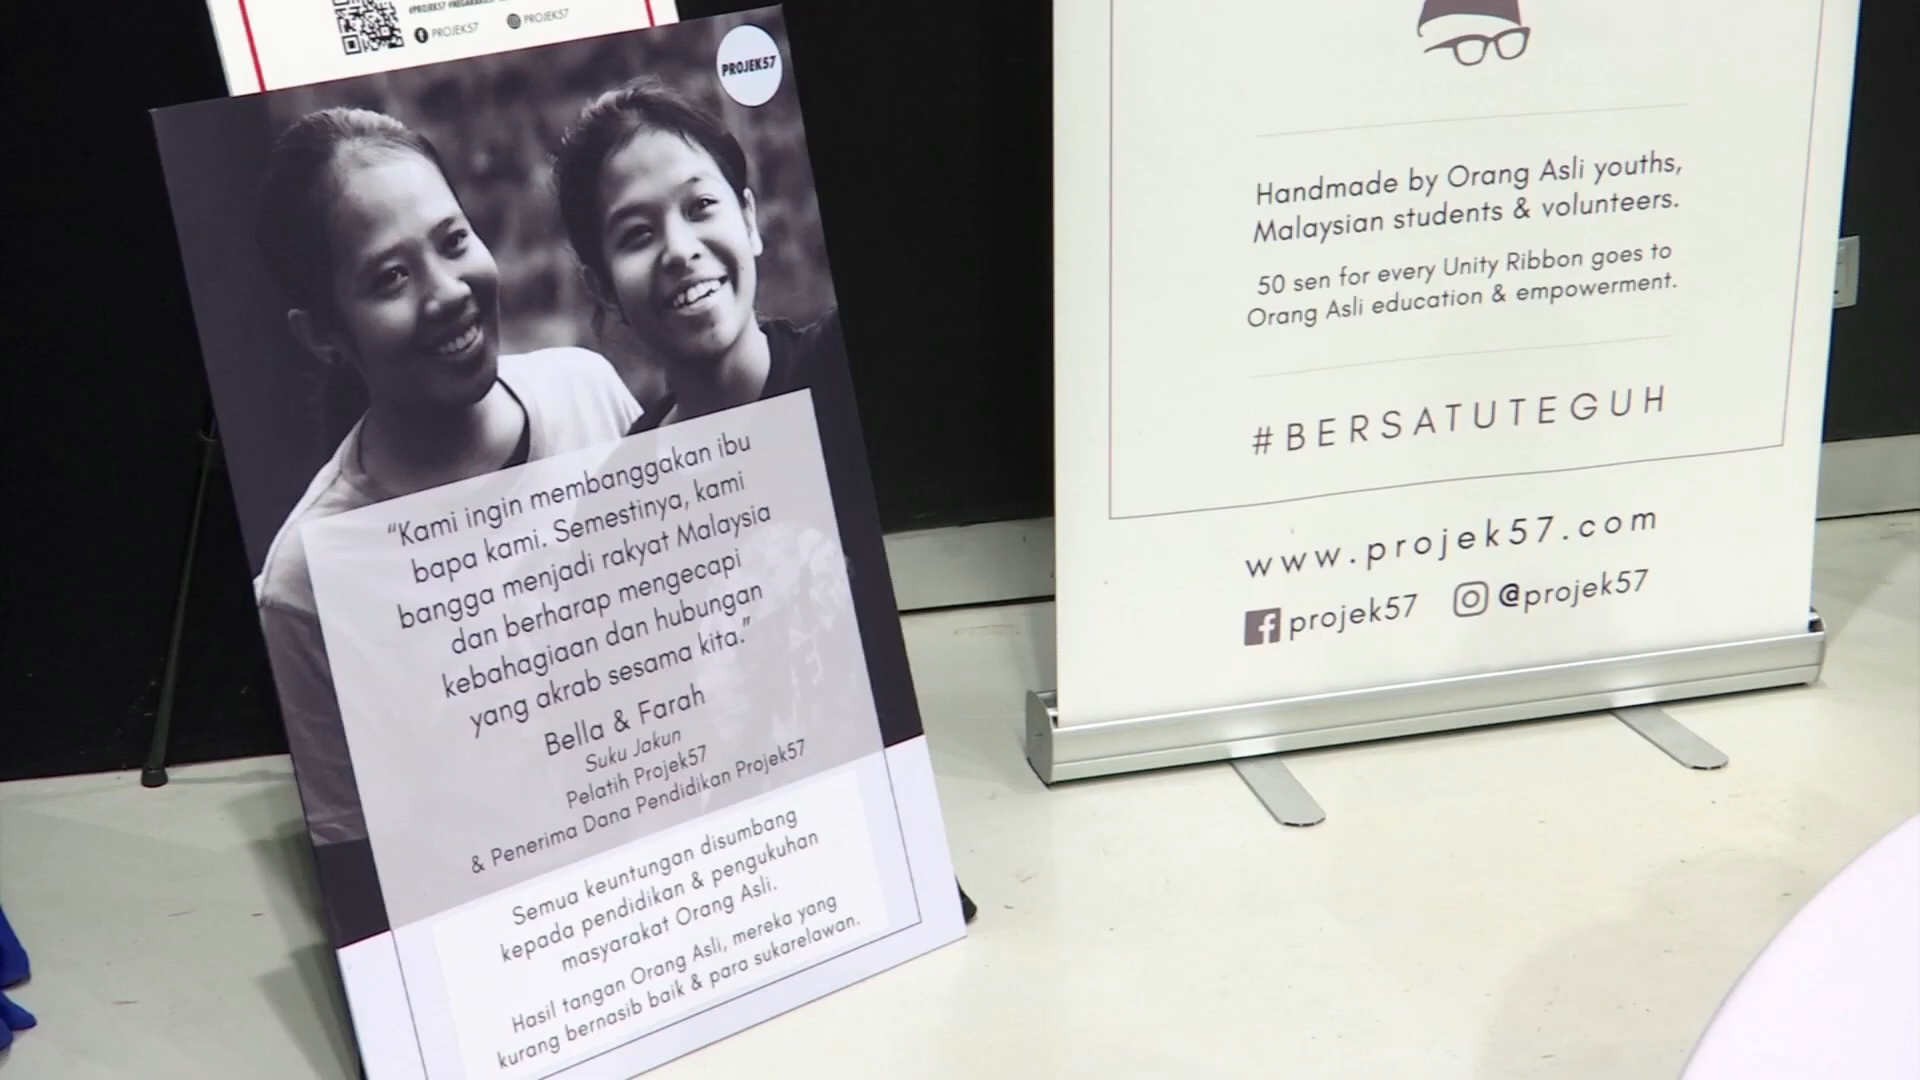 #PROJEK57
PROJEK57
PROJEK57
PROJEK57
“Kami ingin membanggakan ibu
bapa kami. Semestinya, kami
bangga menjadi rakyat Malaysia
dan berharap mengecapi
kebahagiaan dan hubungan
yang akrab sesama kita.”
Bella & Farah
Suku Jakun
Pelatih Projek57
& Penerima Dana Pendidikan Projek57
Semua keuntungan disumbang
kepada pendidikan & pengukuhan
masyarakat Orang Asli.
Hasil tangan Orang Asli, mereka yang
kurang bernasib baik & para sukarelawan.
Handmade by Orang Asli youths,
Malaysian students & volunteers.
50 sen for every Unity Ribbon goes to
Orang Asli education & empowerment.
#BERSATUTEGUH
www.projek57.com
projek57 @projek57